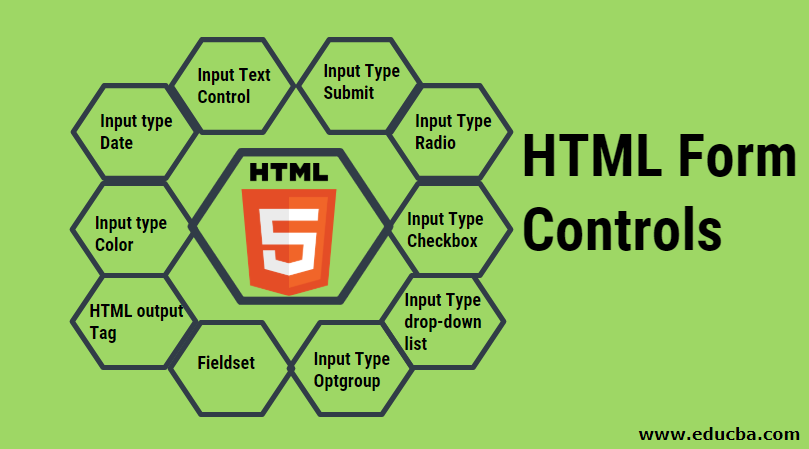 Input Text
Control
Input Type
Submit
Input type
Date
Input Type
Radio
HTML Form
Controls
HTML
5
Input type
Color
Input Type
Checkbox
HTML output
Tag
Input Type
drop-down
list
Fieldset
Input Type
Optgroup
www.educba.com